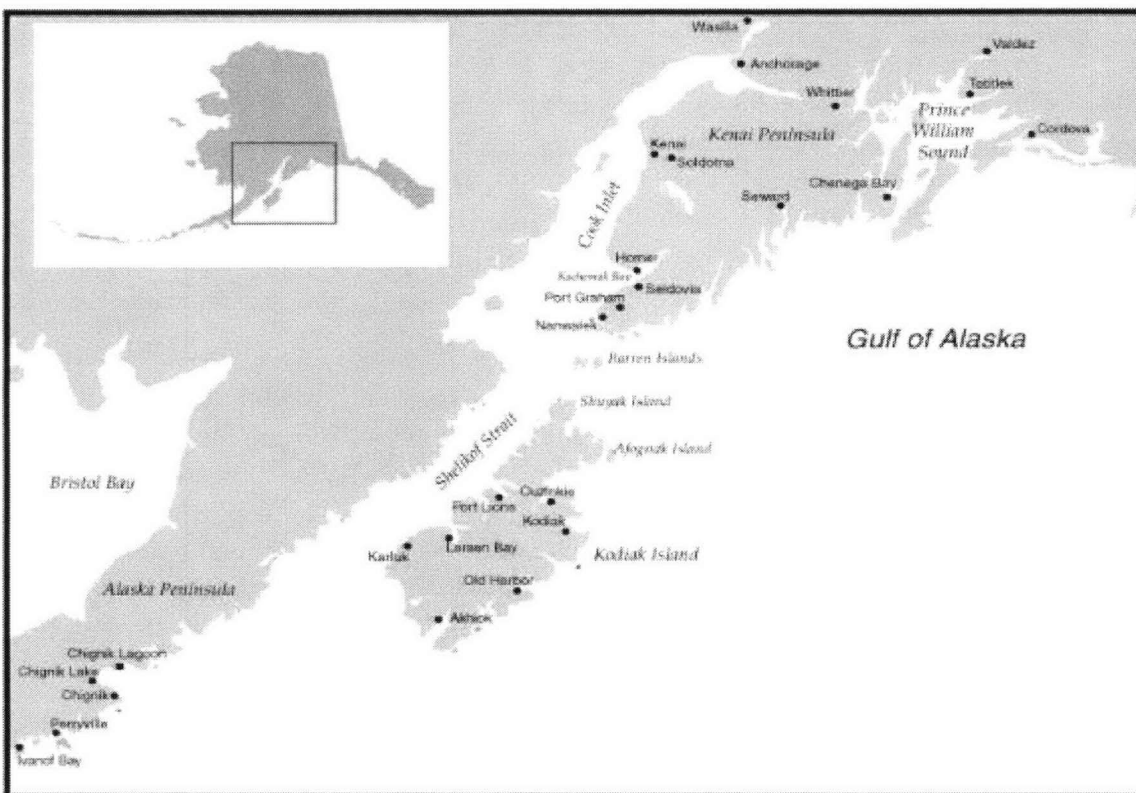 Wasilla
Anchorage
Valdez
Tatitlek
Whittier
Prince
William
Sound
Cordova
Kenai Peninsula
Kenai
Soldotna
Chenega Bay
Seward
Cook Inlet
Homer
Kachemak Bay
Seldovia
Port Graham
Nanwalek
Gulf of Alaska
Barren Islands
Shuyak Island
Shelikof Strait
Afognak Island
Bristol Bay
Ouzinkie
Port Lions
Kodiak
Larsen Bay
Karluk
Kodiak Island
Old Harbor
Alaska Peninsula
Akhiok
Chignik Lagoon
Chignik Lake
Chignik
Perryville
Ivanof Bay